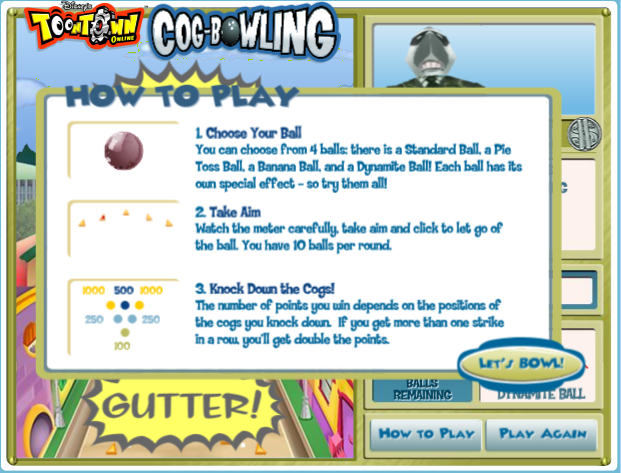 Disney's
TOONTOWN
ONLINE
COG-BOWLING
HOW TO PLAY
1. Choose Your Ball
You can choose from 4 balls: there is a Standard Ball, a Pie
Toss Ball, a Banana Ball, and a Dynamite Ball! Each ball has its
own special effect - so try them all!
2. Take Aim
Watch the meter carefully, take aim and click to let go of
the ball. You have 10 balls per round.
1000 500 1000
250 250
100
3. Knock Down the Cogs!
The number of points you win depends on the positions of
the cogs you knock down. If you get more than one strike
in a row, you'll get double the points.
LET'S BOWL!
GUTTER!
BALLS
REMAINING
DYNAMITE BALL
HOW TO PLAY
PLAY AGAIN